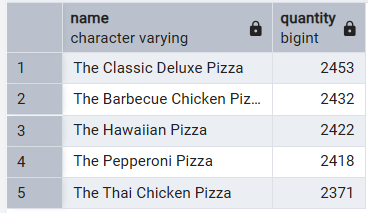 name quantity
character varying bigint
1 The Classic Deluxe Pizza 2453
2 The Barbecue Chicken Piz... 2432
3 The Hawaiian Pizza 2422
4 The Pepperoni Pizza 2418
5 The Thai Chicken Pizza 2371